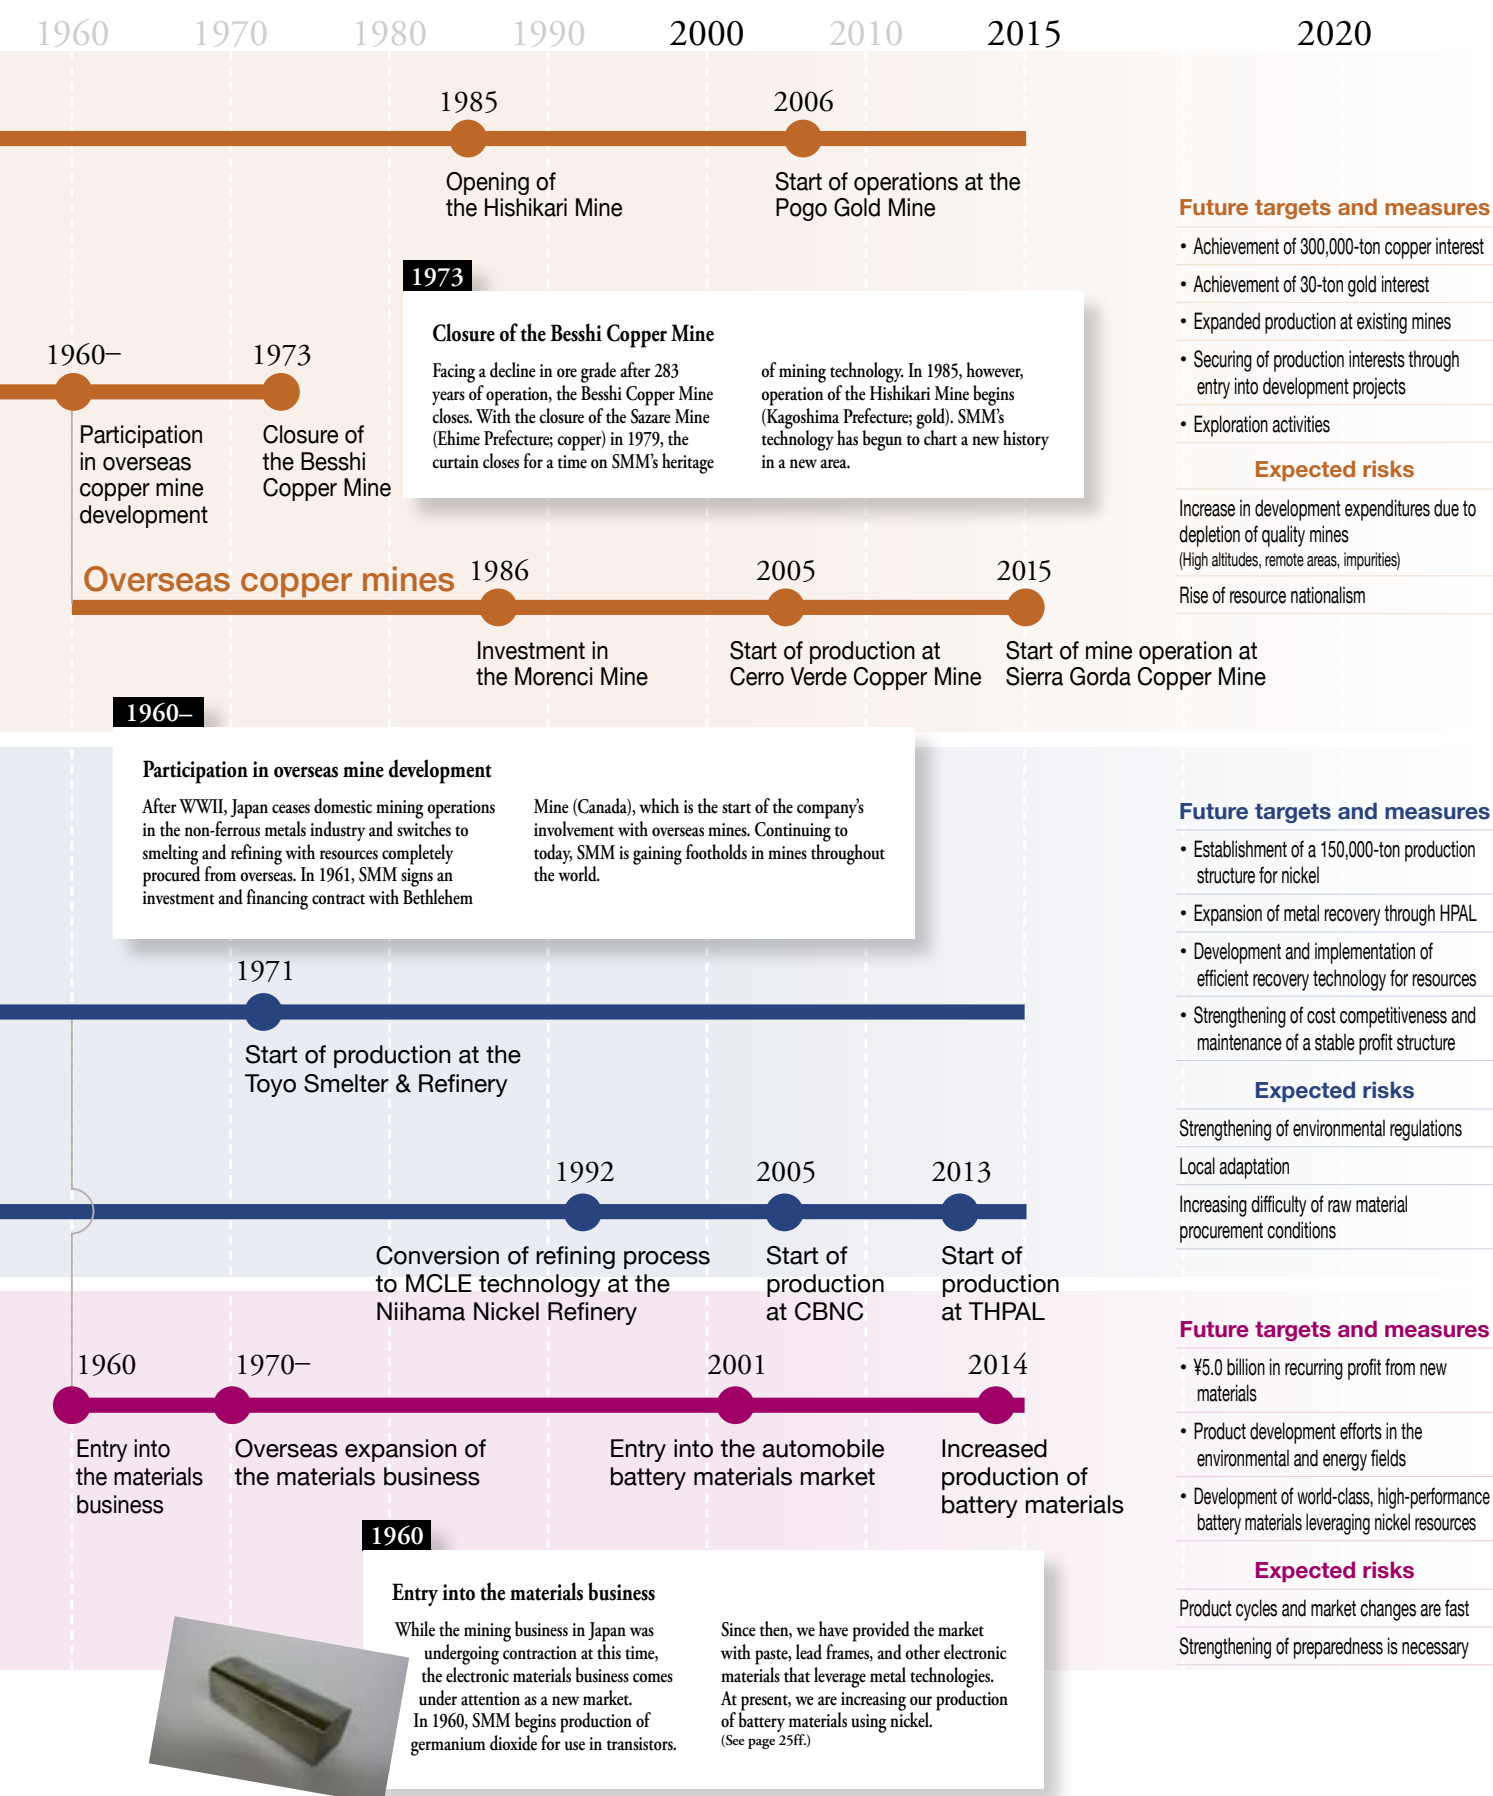 1960 1970 1980 1990 2000 2010 2015 2020
1985
Opening of
the Hishikari Mine
2006
Start of operations at the
Pogo Gold Mine
1960–
Participation
in overseas
copper mine
development
1973
Closure of
the Besshi
Copper Mine
1973
Closure of the Besshi Copper Mine
Facing a decline in ore grade after 283
years of operation, the Besshi Copper Mine
closes. With the closure of the Sazare Mine
(Ehime Prefecture; copper) in 1979, the
curtain closes for a time on SMM's heritage
of mining technology. In 1985, however,
operation of the Hishikari Mine begins
(Kagoshima Prefecture; gold). SMM's
technology has begun to chart a new history
in a new area.
Overseas copper mines
1986
Investment in
the Morenci Mine
2005
Start of production at
Cerro Verde Copper Mine
2015
Start of mine operation at
Sierra Gorda Copper Mine
Future targets and measures
• Achievement of 300,000-ton copper interest
• Achievement of 30-ton gold interest
• Expanded production at existing mines
• Securing of production interests through
entry into development projects
• Exploration activities
Expected risks
Increase in development expenditures due to
depletion of quality mines
(High altitudes, remote areas, impurities)
Rise of resource nationalism
1960–
Participation in overseas mine development
After WWII, Japan ceases domestic mining operations
in the non-ferrous metals industry and switches to
smelting and refining with resources completely
procured from overseas. In 1961, SMM signs an
investment and financing contract with Bethlehem
Mine (Canada), which is the start of the company's
involvement with overseas mines. Continuing to
today, SMM is gaining footholds in mines throughout
the world.
1971
Start of production at the
Toyo Smelter & Refinery
1992
Conversion of refining process
to MCLE technology at the
Niihama Nickel Refinery
2005
Start of
production
at CBNC
2013
Start of
production
at THPAL
Future targets and measures
• Establishment of a 150,000-ton production
structure for nickel
• Expansion of metal recovery through HPAL
• Development and implementation of
efficient recovery technology for resources
• Strengthening of cost competitiveness and
maintenance of a stable profit structure
Expected risks
Strengthening of environmental regulations
Local adaptation
Increasing difficulty of raw material
procurement conditions
1960
Entry into
the materials
business
1970–
Overseas expansion of
the materials business
2001
Entry into the automobile
battery materials market
2014
Increased
production of
battery materials
1960
Entry into the materials business
While the mining business in Japan was
undergoing contraction at this time,
the electronic materials business comes
under attention as a new market.
In 1960, SMM begins production of
germanium dioxide for use in transistors.
Since then, we have provided the market
with paste, lead frames, and other electronic
materials that leverage metal technologies.
At present, we are increasing our production
of battery materials using nickel.
(See page 25ff.)
Future targets and measures
• ¥5.0 billion in recurring profit from new
materials
• Product development efforts in the
environmental and energy fields
• Development of world-class, high-performance
battery materials leveraging nickel resources
Expected risks
Product cycles and market changes are fast
Strengthening of preparedness is necessary